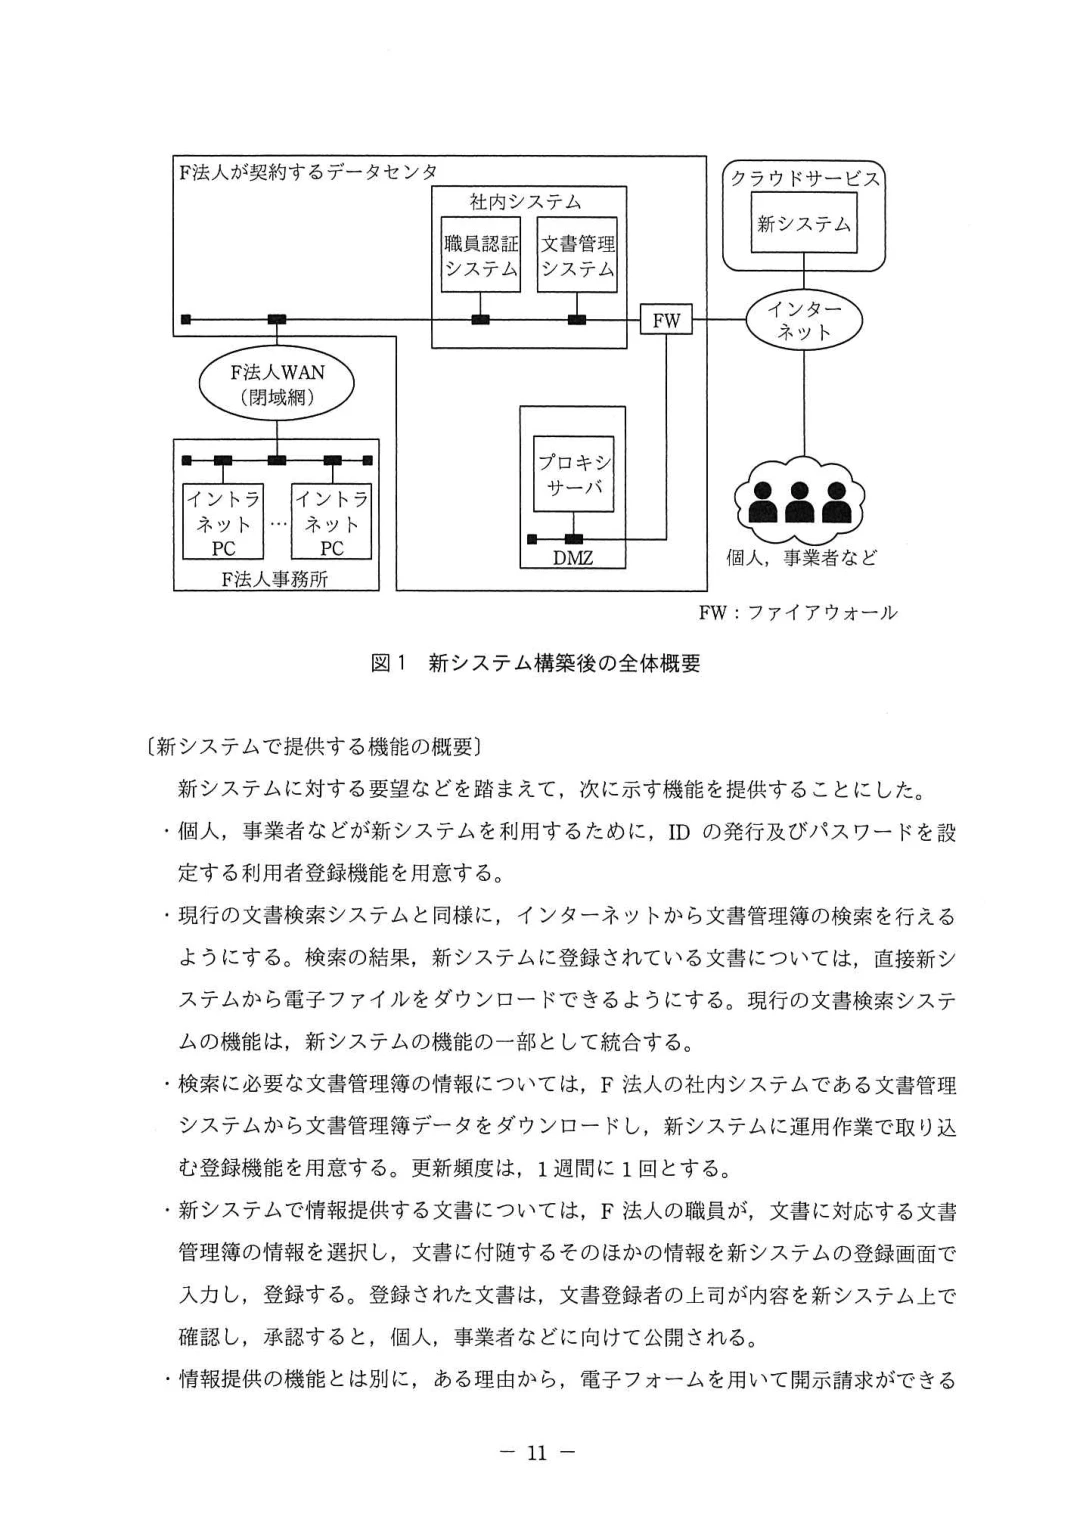 F法人が契約するデータセンタ
社内システム
職員認証
システム
文書管理
システム
FW
クラウドサービス
新システム
インター
ネット
F法人WAN
（閉域網）
イントラ
ネット
PC
…
イントラ
ネット
PC
F法人事務所
プロキシ
サーバ
DMZ
個人，事業者など
FW：ファイアウォール
図1　新システム構築後の全体概要
〔新システムで提供する機能の概要〕
新システムに対する要望などを踏まえて，次に示す機能を提供することにした。
・個人，事業者などが新システムを利用するために，ID の発行及びパスワードを設
定する利用者登録機能を用意する。
・現行の文書検索システムと同様に，インターネットから文書管理簿の検索を行える
ようにする。検索の結果，新システムに登録されている文書については，直接新シ
ステムから電子ファイルをダウンロードできるようにする。現行の文書検索システ
ムの機能は，新システムの機能の一部として統合する。
・検索に必要な文書管理簿の情報については，F 法人の社内システムである文書管理
システムから文書管理簿データをダウンロードし，新システムに運用作業で取り込
む登録機能を用意する。更新頻度は，1週間に1回とする。
・新システムで情報提供する文書については，F 法人の職員が，文書に対応する文書
管理簿の情報を選択し，文書に付随するそのほかの情報を新システムの登録画面で
入力し，登録する。登録された文書は，文書登録者の上司が内容を新システム上で
確認し，承認すると，個人，事業者などに向けて公開される。
・情報提供の機能とは別に，ある理由から，電子フォームを用いて開示請求ができる
－ 11 －